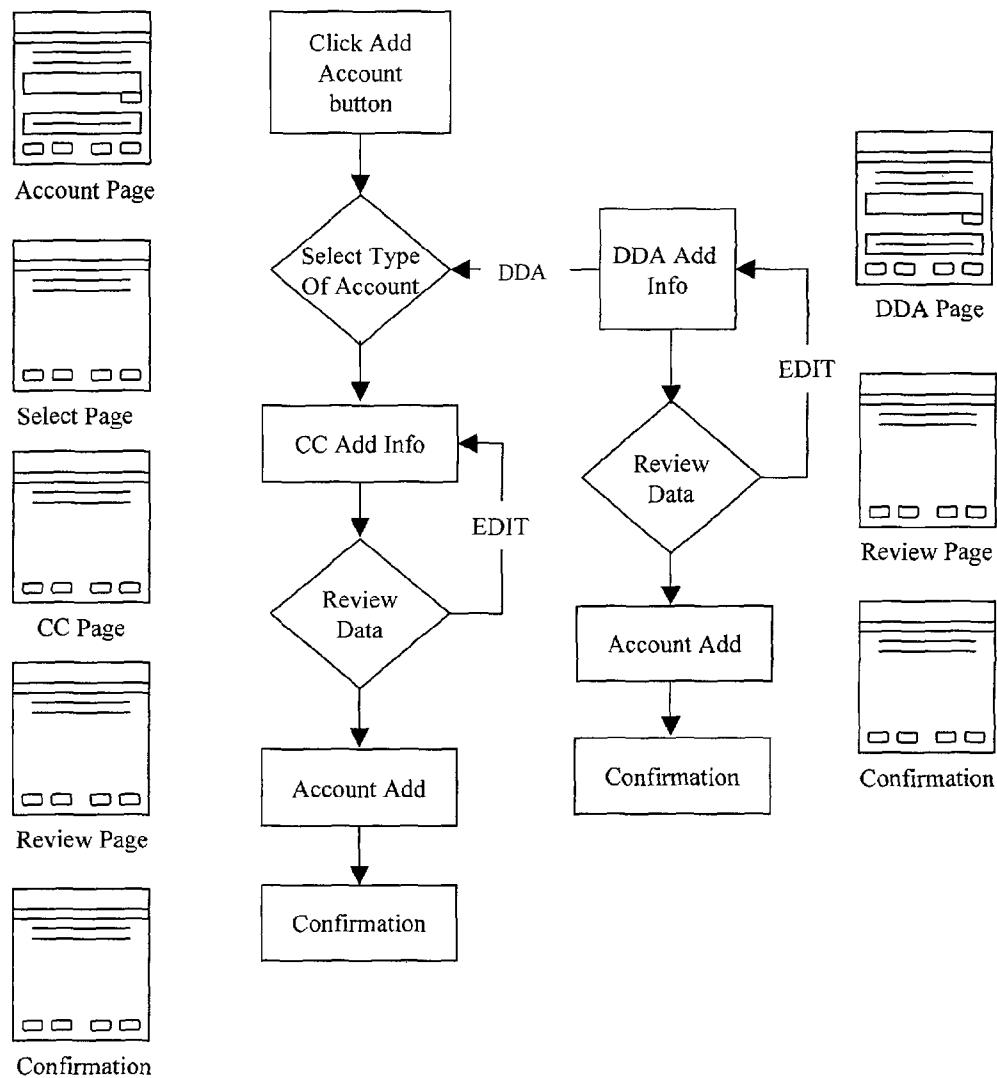 Account Page
Select Page
CC Page
Review Page
Confirmation
Click Add
Account
button
Select Type
Of Account
DDA
CC Add Info
EDIT
Review
Data
Account Add
Confirmation
DDA Add
Info
EDIT
Review
Data
Account Add
Confirmation
DDA Page
Review Page
Confirmation